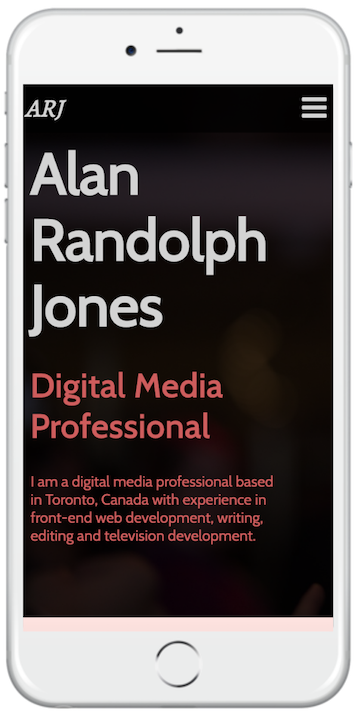 ARJ
Alan
Randolph
Jones
Digital Media
Professional
I am a digital media professional based
in Toronto, Canada with experience in
front-end web development, writing,
editing and television development.